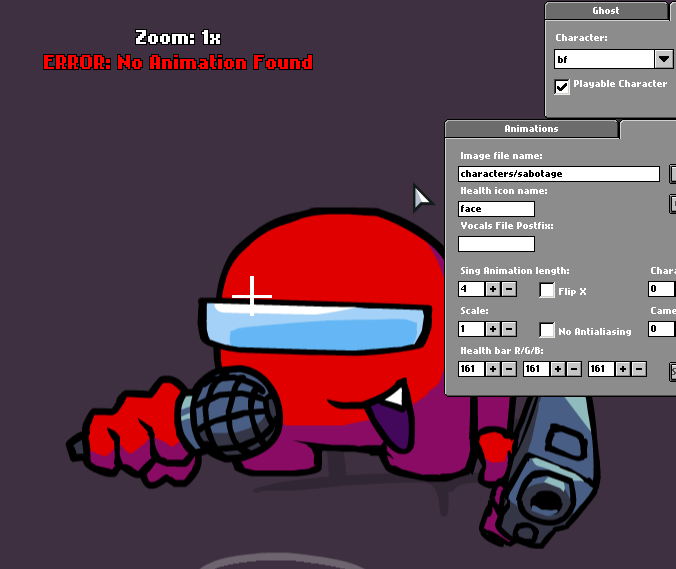 Zoom: 1x
ERROR: No Animation Found
Ghost
Character:
bf
Playable Character
Animations
Image file name:
characters/sabotage
Health icon name:
face
Vocals File Postfix:
Sing Animation length:
4 + -
Flip X
Chara
0
Scale:
1 + -
No Antialiasing
Came
0
Health bar R/G/B:
161 + - 161 + - 161 + -